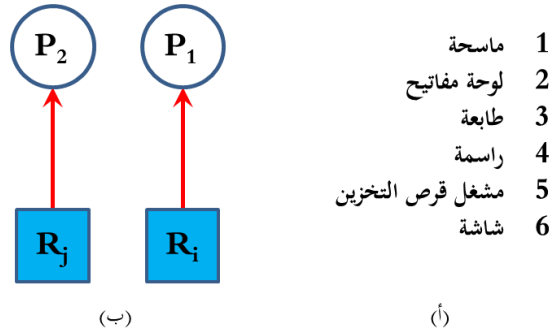 1 ماسحة
2 لوحة مفاتيح
3 طابعة
4 راسمة
5 مشغل قرص التخزين
6 شاشة
(أ)
P1 P2
Ri Rj
(ب)